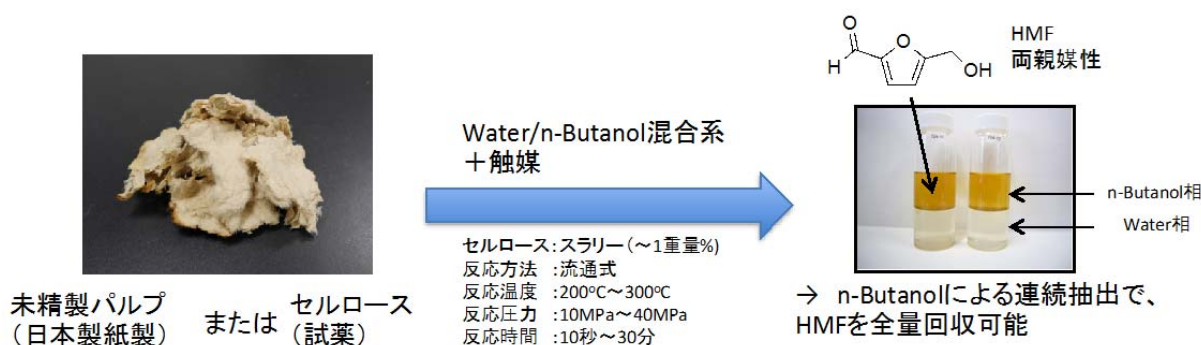 未精製パルプ
（日本製紙製）
または
セルロース
（試薬）
Water/n-Butanol混合系
＋触媒
セルロース：スラリー（～1重量%）
反応方法 ：流通式
反応温度 ：200℃～300℃
反応圧力 ：10MPa～40MPa
反応時間 ：10秒～30分
O
H
O
OH
HMF
両親媒性
n-Butanol相
Water相
→ n-Butanolによる連続抽出で、
HMFを全量回収可能